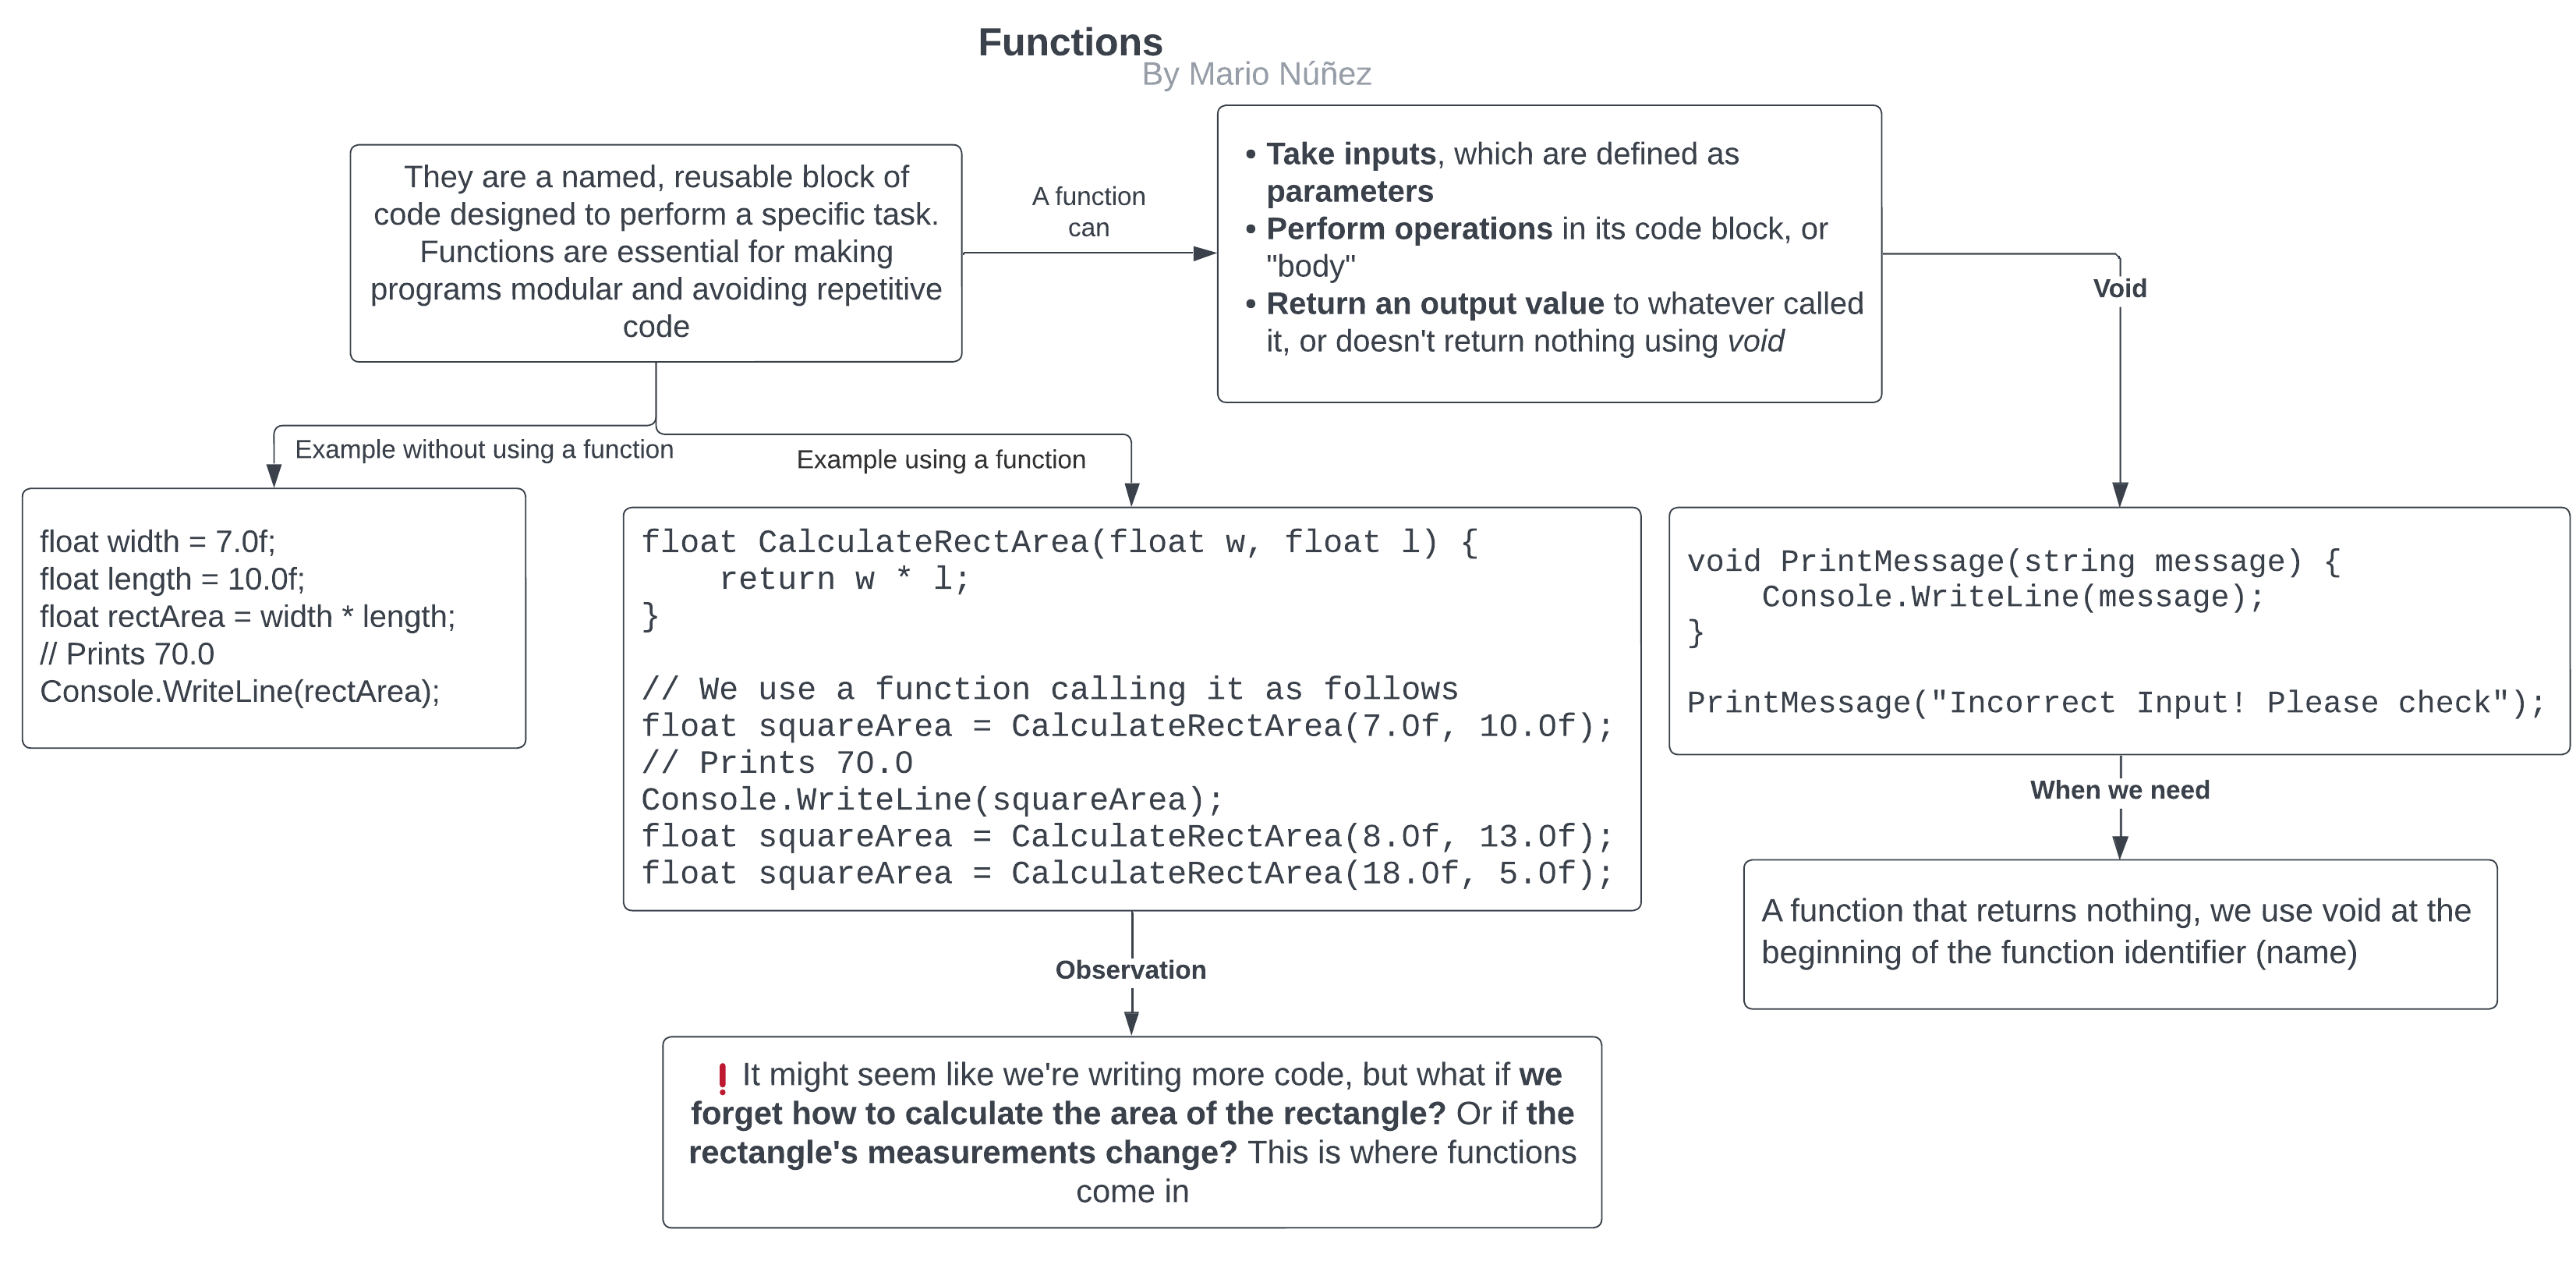 Functions
By Mario Núñez
They are a named, reusable block of
code designed to perform a specific task.
Functions are essential for making
programs modular and avoiding repetitive
code
A function
can
• Take inputs, which are defined as
parameters
• Perform operations in its code block, or
"body"
• Return an output value to whatever called
it, or doesn't return nothing using void
Void
Example without using a function
Example using a function
float width = 7.0f;
float length = 10.0f;
float rectArea = width * length;
// Prints 70.0
Console.WriteLine(rectArea);
float CalculateRectArea(float w, float l) {
    return w * l;
}
// We use a function calling it as follows
float squareArea = CalculateRectArea(7.0f, 10.0f);
// Prints 70.0
Console.WriteLine(squareArea);
float squareArea = CalculateRectArea(8.0f, 13.0f);
float squareArea = CalculateRectArea(18.0f, 5.0f);
void PrintMessage(string message) {
    Console.WriteLine(message);
}
PrintMessage("Incorrect Input! Please check");
When we need
A function that returns nothing, we use void at the
beginning of the function identifier (name)
Observation
❗ It might seem like we're writing more code, but what if we
forget how to calculate the area of the rectangle? Or if the
rectangle's measurements change? This is where functions
come in